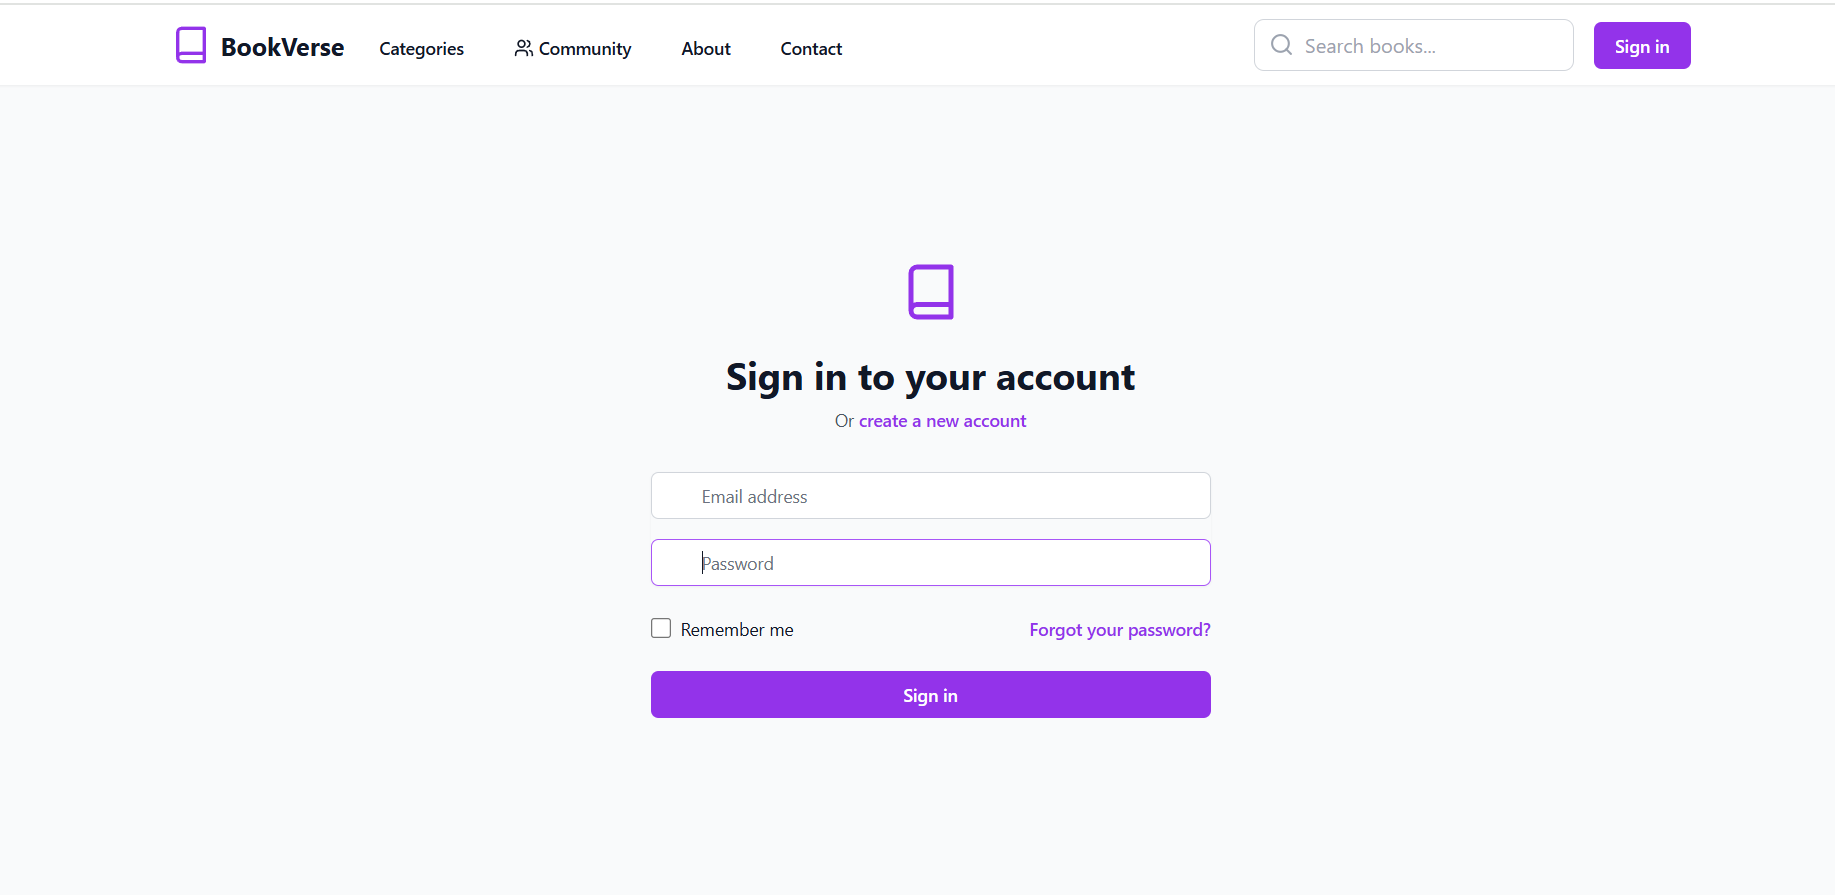 BookVerse Categories Community About Contact Search books... Sign in
Sign in to your account
Or create a new account
Email address
Password
Remember me Forgot your password?
Sign in